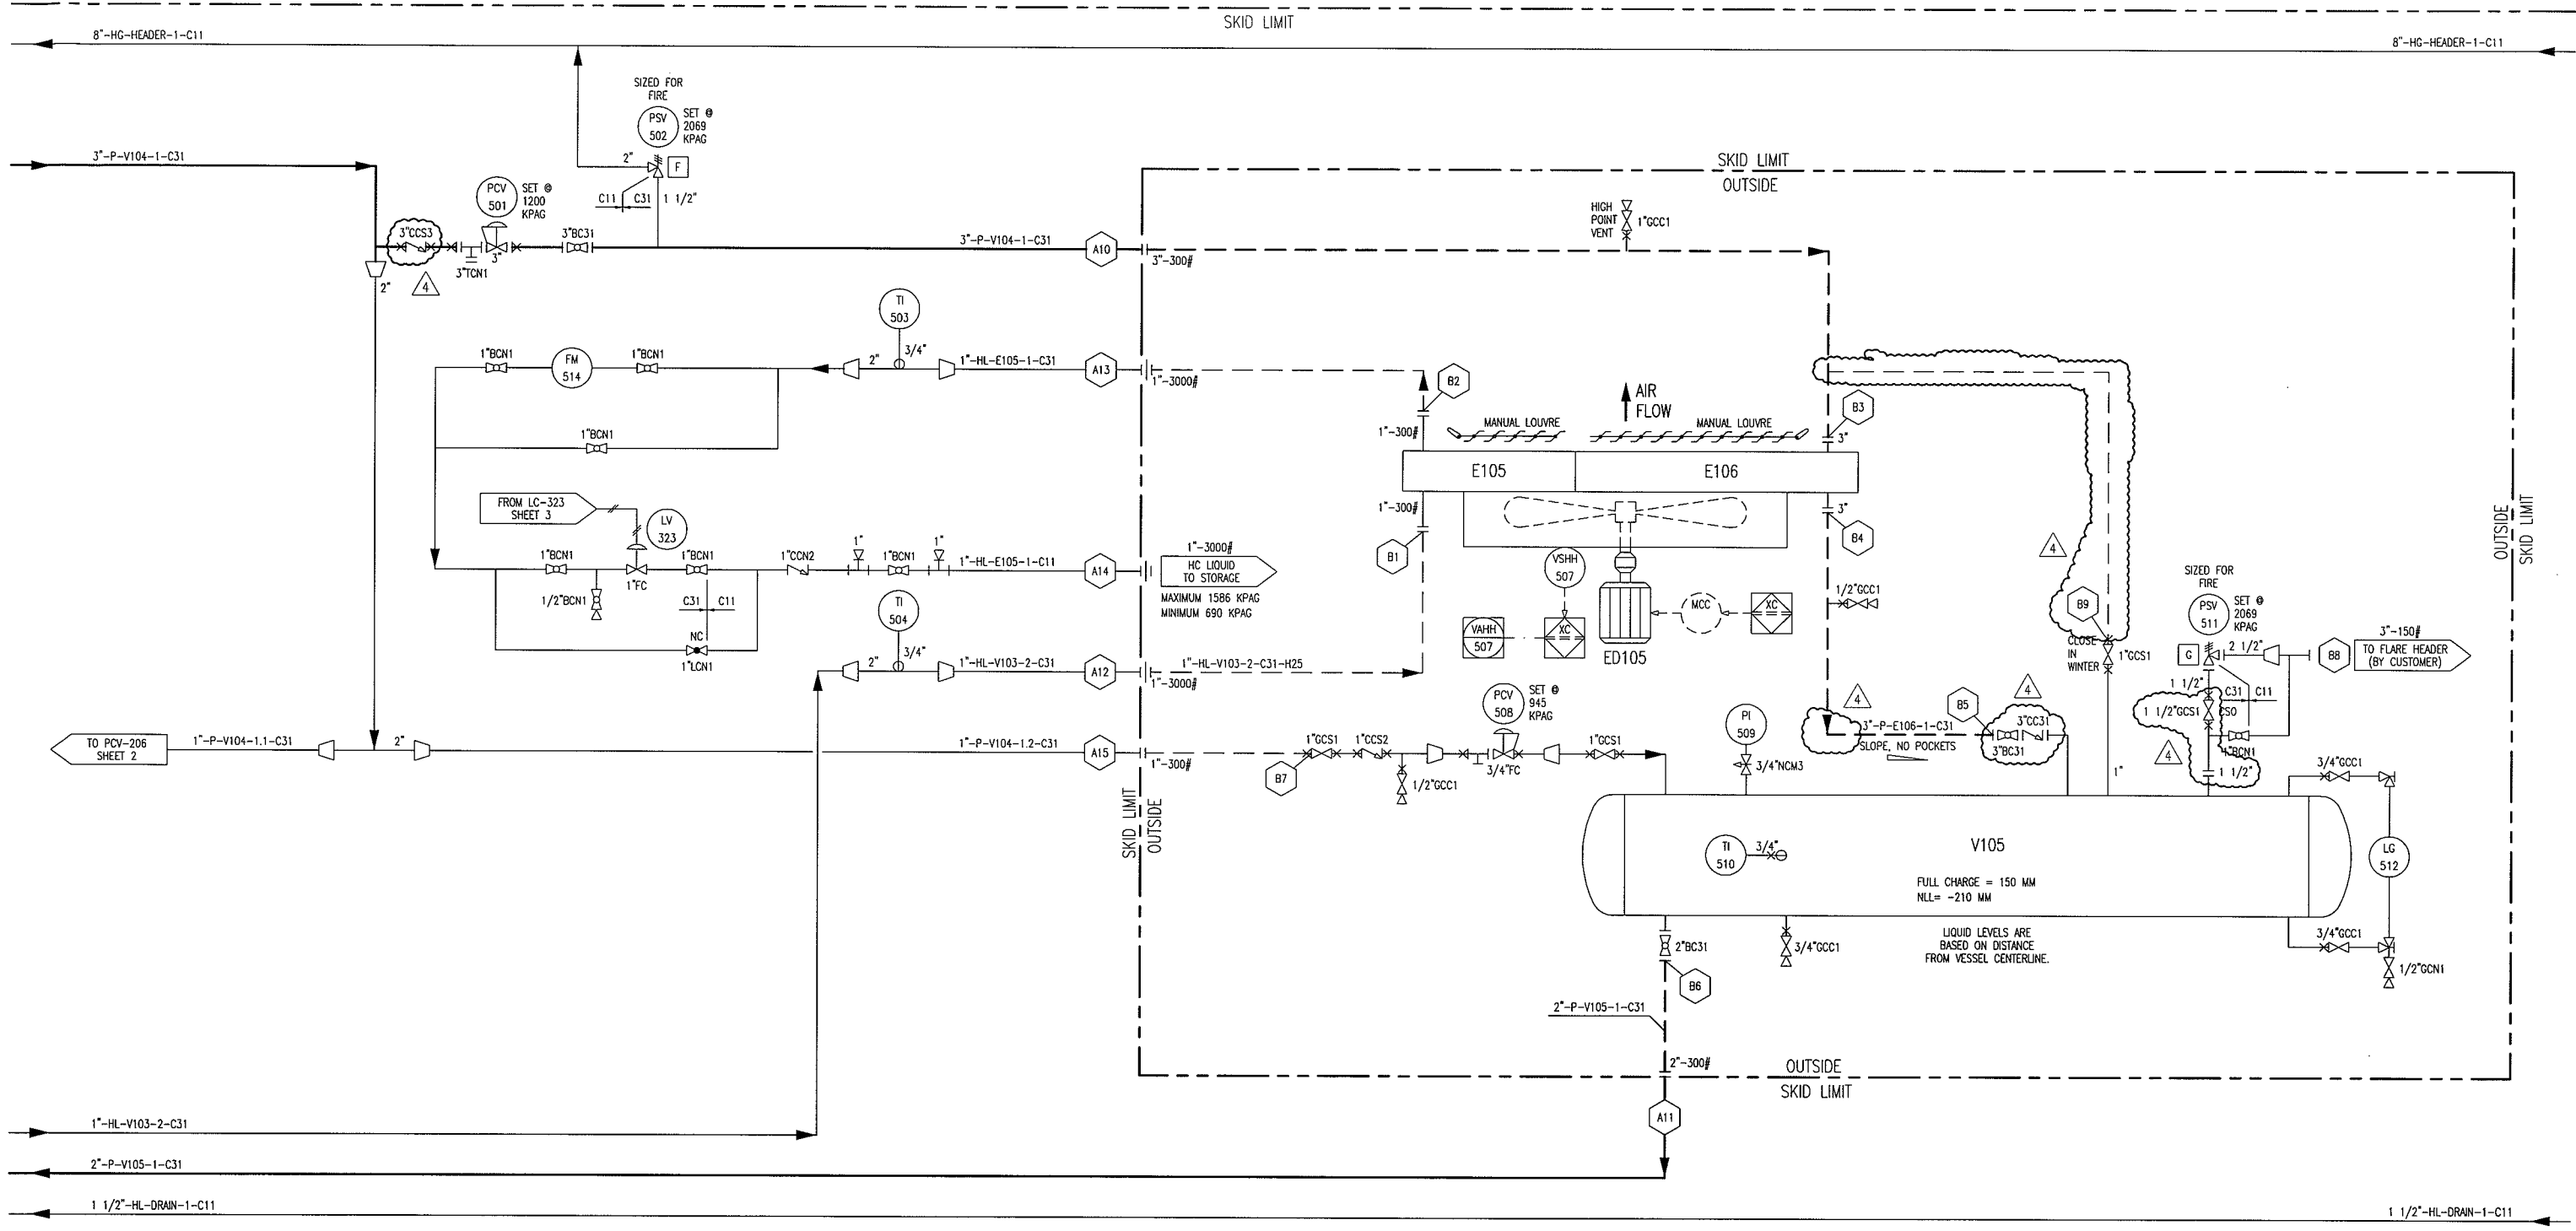 SKID LIMIT
8"-HG-HEADER-1-C11
8"-HG-HEADER-1-C11
SIZED FOR
FIRE
PSV
502
SET @
2069
KPAG
3"-P-V104-1-C31
2"
F
C11
C31
1 1/2"
PCV
501
SET @
1200
KPAG
3"CCS3
3"
3"TCN1
4
3"BC31
3"-P-V104-1-C31
A10
3"-300#
2"
SKID LIMIT
OUTSIDE
HIGH
POINT
VENT
1"GCC1
TI
503
3/4"
2"
1"-HL-E105-1-C31
A13
1"-3000#
1"BCN1
FM
514
1"BCN1
1"BCN1
B2
1"-300#
AIR
FLOW
MANUAL LOUVRE
MANUAL LOUVRE
B3
3"
E105
E106
1"-300#
B1
3"
B4
FROM LC-323
SHEET 3
LV
323
1"BCN1
1"BCN1
1"FC
1/2"BCN1
C31
C11
NC
1"LCN1
1"CCN2
1"
1"BCN1
1"
1"-HL-E105-1-C11
A14
1"-3000#
HC LIQUID
TO STORAGE
MAXIMUM 1586 KPAG
MINIMUM 690 KPAG
TI
504
3/4"
2"
1"-HL-V103-2-C31
A12
1"-3000#
1"-HL-V103-2-C31-H25
VSHH
507
VAHH
507
XC
MCC
XC
ED105
1/2"GCC1
4
B9
CLOSE
IN
WINTER
1"GCS1
SIZED FOR
FIRE
PSV
511
SET @
2069
KPAG
G
2 1/2"
B8
3"-150#
TO FLARE HEADER
(BY CUSTOMER)
1 1/2"
C31
C11
1 1/2"GCS1
CSO
4
1"BCN1
1 1/2"
OUTSIDE
SKID LIMIT
TO PCV-206
SHEET 2
1"-P-V104-1.1-C31
2"
1"-P-V104-1.2-C31
A15
1"-300#
B7
1"GCS1
1"CCS2
1/2"GCC1
PCV
508
SET @
945
KPAG
3/4"FC
1"GCS1
PI
509
3/4"NCM3
4
3"-P-E106-1-C31
SLOPE, NO POCKETS
B5
4
3"CC31
3"BC31
1"
3/4"GCC1
SKID LIMIT
OUTSIDE
TI
510
3/4"
V105
FULL CHARGE = 150 MM
NLL= -210 MM
LG
512
3/4"GCC1
1/2"GCN1
2"BC31
3/4"GCC1
LIQUID LEVELS ARE
BASED ON DISTANCE
FROM VESSEL CENTERLINE.
B6
2"-P-V105-1-C31
2"-300#
OUTSIDE
SKID LIMIT
A11
1"-HL-V103-2-C31
2"-P-V105-1-C31
1 1/2"-HL-DRAIN-1-C11
1 1/2"-HL-DRAIN-1-C11